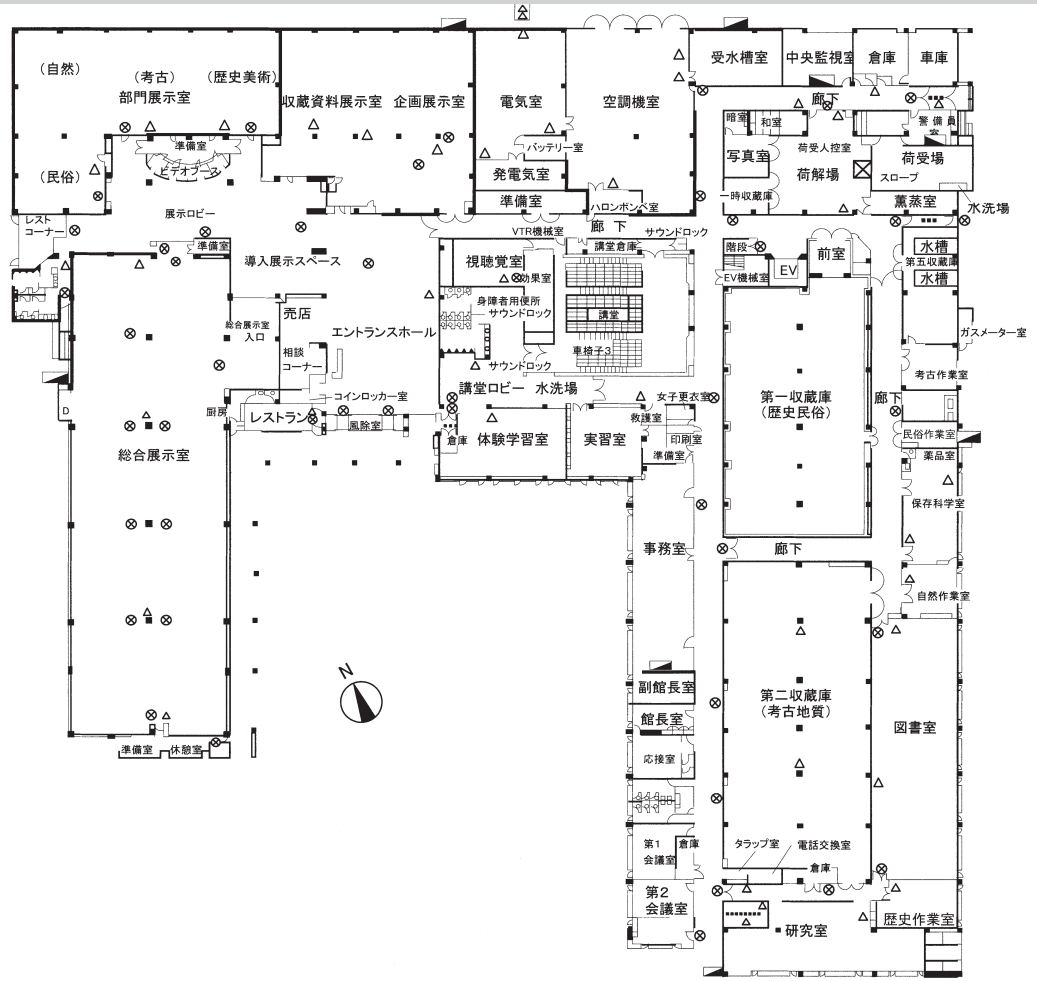 (自然)
(考古)
(歴史美術)
部門展示室
収蔵資料展示室
企画展示室
電気室
空調機室
受水槽室
中央監視室
倉庫
車庫
廊下
暗室
和室
警備員
室
準備室
バッテリー室
荷受人控室
写真室
荷解場
荷受場
ビデオブース
(民俗)
発電気室
スロープ
準備室
ハロンボンベ室
一時収蔵庫
薫蒸室
水洗場
展示ロビー
レスト
コーナー
VTR機械室
廊下
サウンドロック
準備室
講堂倉庫
階段
前室
水槽
導入展示スペース
視聴覚室
第五収蔵庫
EV
効果室
EV機械室
水槽
身障者用便所
サウンドロック
売店
講堂
総合展示室
入口
エントランスホール
ガスメーター室
相談
コーナー
車椅子3
サウンドロック
考古作業室
講堂ロビー
水洗場
第一収蔵庫
(歴史民俗)
廊下
コインロッカー室
女子更衣室
D
厨房
レストラン
風除室
救護室
倉庫
体験学習室
実習室
印刷室
民俗作業室
総合展示室
準備室
薬品室
保存科学室
事務室
廊下
自然作業室
N
副館長室
第二収蔵庫
(考古地質)
館長室
図書室
準備室
休憩室
応接室
第1
会議室
倉庫
タラップ室
電話交換室
倉庫
第2
会議室
歴史作業室
研究室